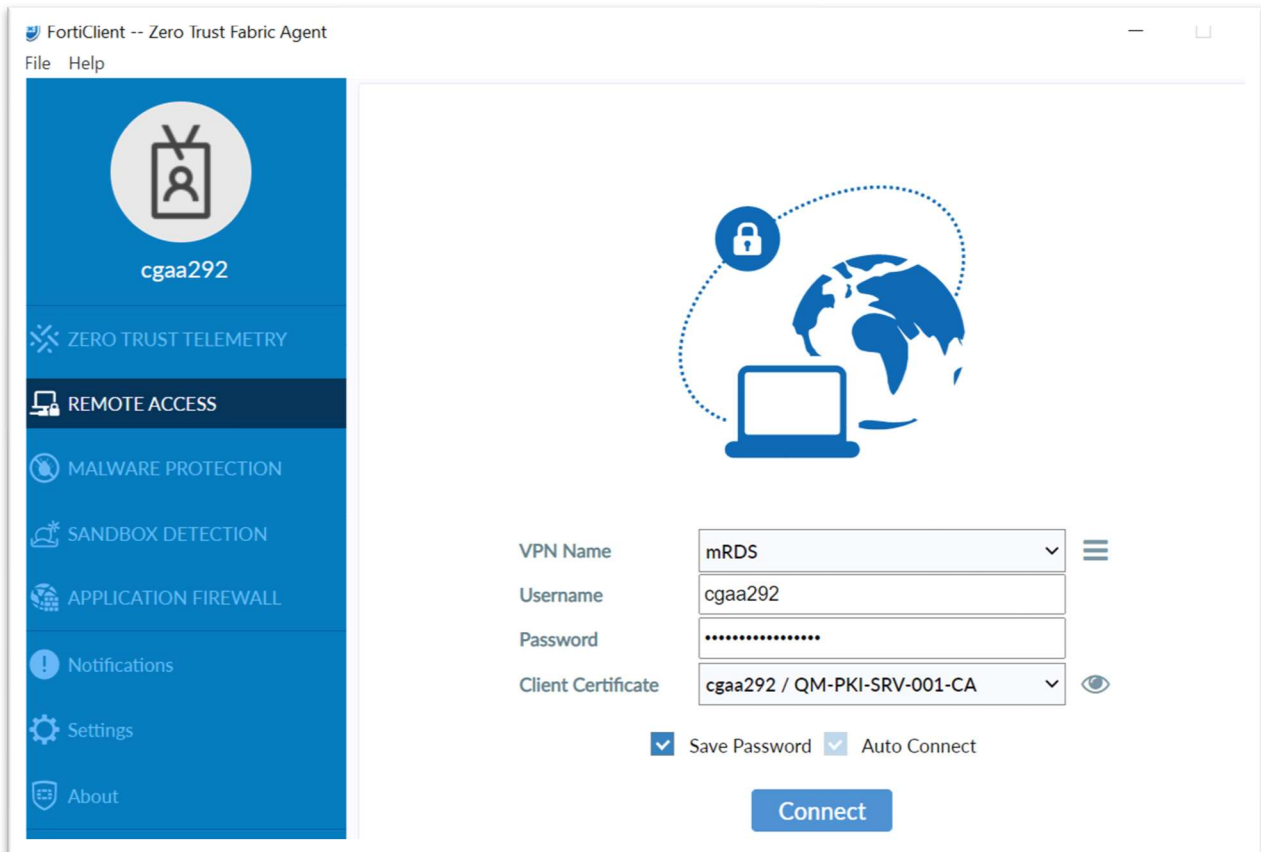 FortiClient -- Zero Trust Fabric Agent
File Help
cgaa292
ZERO TRUST TELEMETRY
REMOTE ACCESS
MALWARE PROTECTION
SANDBOX DETECTION
APPLICATION FIREWALL
Notifications
Settings
About
VPN Name mRDS
Username cgaa292
Password •••••••••••••••••
Client Certificate cgaa292 / QM-PKI-SRV-001-CA
Save Password Auto Connect
Connect